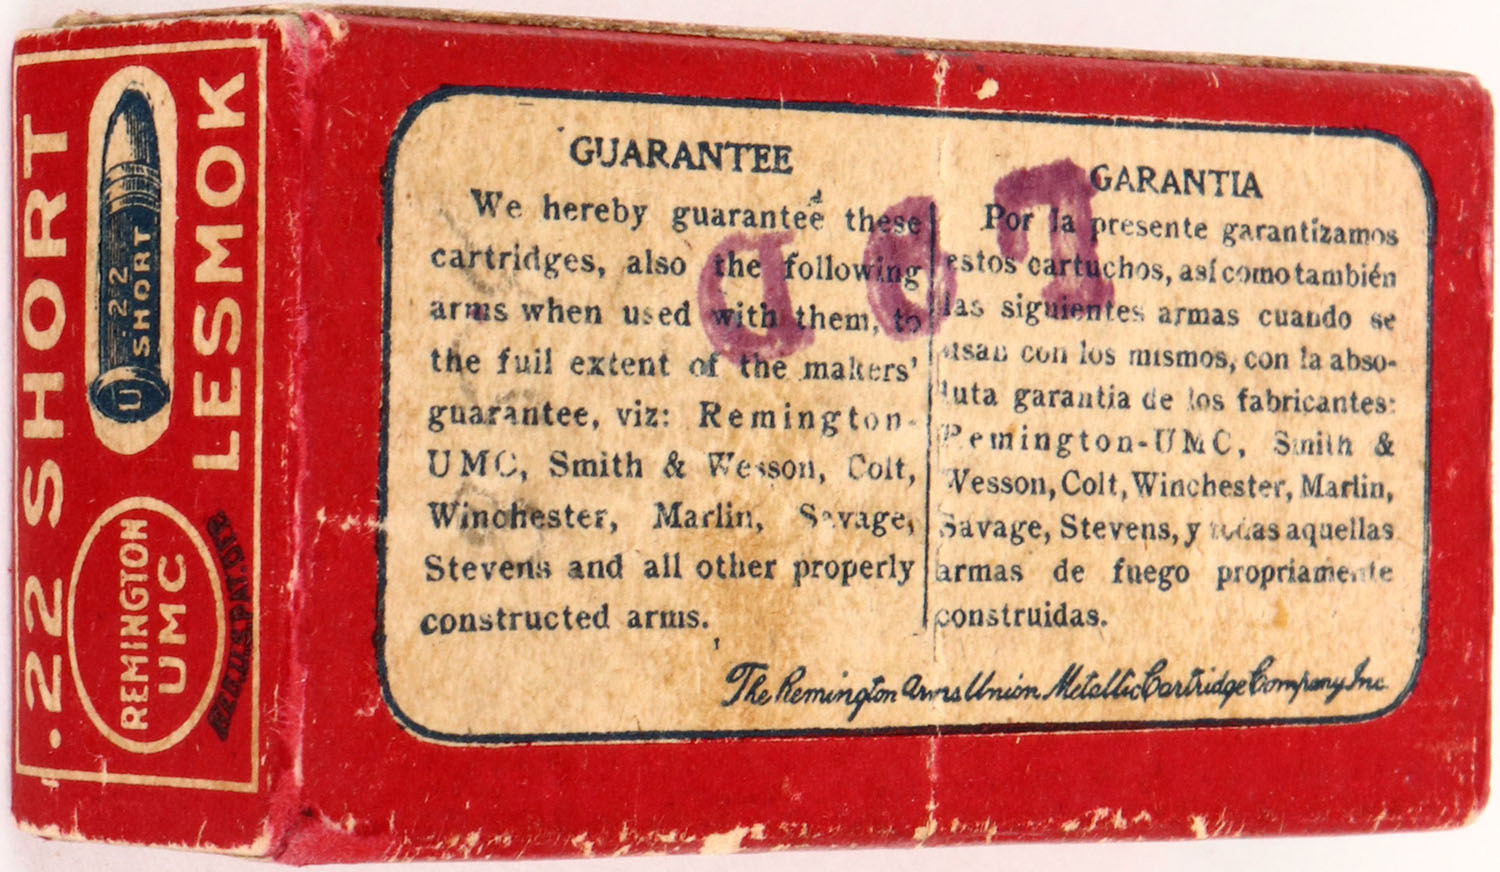 .22 SHORT
U .22
SHORT
LESMOK
REMINGTON
UMC
REG.U.S.PAT.OFF.
GUARANTEE
We hereby guarantee these
cartridges, also the following
arms when used with them, to
the full extent of the makers'
guarantee, viz: Remington-
UMC, Smith & Wesson, Colt,
Winchester, Marlin, Savage,
Stevens and all other properly
constructed arms.
GARANTIA
Por la presente garantizamos
estos cartuchos, así como también
las siguientes armas cuando se
usan con los mismos, con la abso-
luta garantia de los fabricantes:
Remington-UMC, Smith &
Wesson, Colt, Winchester, Marlin,
Savage, Stevens, y todas aquellas
armas de fuego propriamente
construidas.
The Remington Arms Union Metallic Cartridge Company Inc.